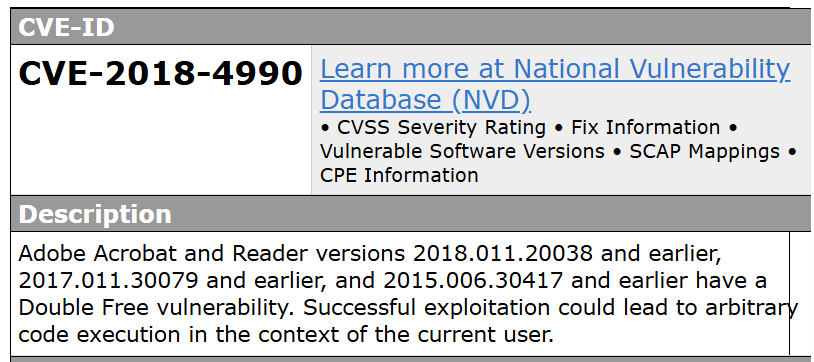 CVE-ID
CVE-2018-4990
Learn more at National Vulnerability
Database (NVD)
• CVSS Severity Rating • Fix Information •
Vulnerable Software Versions • SCAP Mappings •
CPE Information
Description
Adobe Acrobat and Reader versions 2018.011.20038 and earlier,
2017.011.30079 and earlier, and 2015.006.30417 and earlier have a
Double Free vulnerability. Successful exploitation could lead to arbitrary
code execution in the context of the current user.